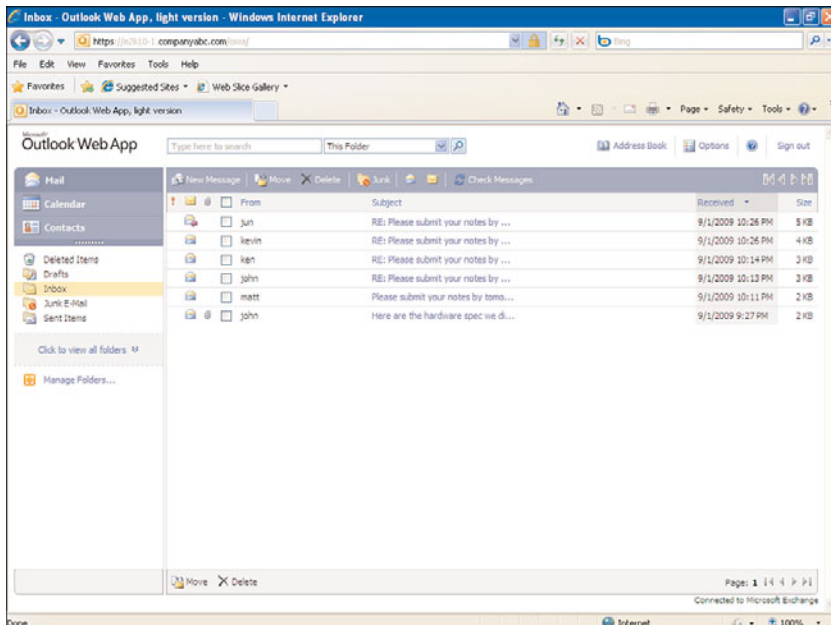 Inbox - Outlook Web App, light version - Windows Internet Explorer
https://e2k10-1.companyabc.com/owa/
Bing
File Edit View Favorites Tools Help
Favorites Suggested Sites Web Slice Gallery
Inbox - Outlook Web App, light version
Page Safety Tools
Microsoft
Outlook Web App
Type here to search This Folder
Address Book Options Sign out
Mail
New Message Move Delete Junk Check Messages
Calendar
Contacts
From Subject Received Size
jun RE: Please submit your notes by ... 9/1/2009 10:26 PM 5 KB
kevin RE: Please submit your notes by ... 9/1/2009 10:26 PM 4 KB
ken RE: Please submit your notes by ... 9/1/2009 10:14 PM 3 KB
john RE: Please submit your notes by ... 9/1/2009 10:13 PM 3 KB
matt Please submit your notes by tomo... 9/1/2009 10:11 PM 2 KB
john Here are the hardware spec we di... 9/1/2009 9:27 PM 2 KB
Deleted Items
Drafts
Inbox
Junk E-Mail
Sent Items
Click to view all folders
Manage Folders...
Move Delete
Page: 1
Connected to Microsoft Exchange
Done
Internet
100%